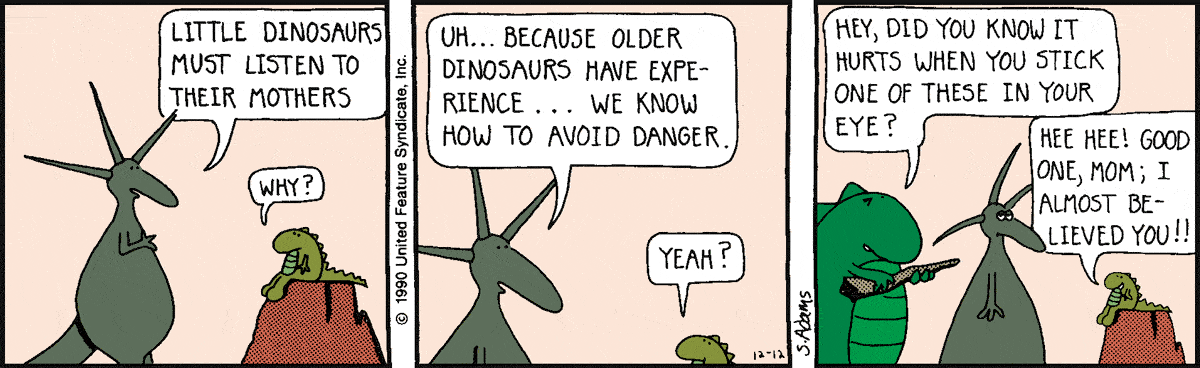 LITTLE DINOSAURS
MUST LISTEN TO
THEIR MOTHERS
WHY?
© 1990 United Feature Syndicate, Inc.
UH... BECAUSE OLDER
DINOSAURS HAVE EXPE-
RIENCE... WE KNOW
HOW TO AVOID DANGER.
YEAH?
12-12
S. Adams
HEY, DID YOU KNOW IT
HURTS WHEN YOU STICK
ONE OF THESE IN YOUR
EYE?
HEE HEE! GOOD
ONE, MOM; I
ALMOST BE-
LIEVED YOU!!